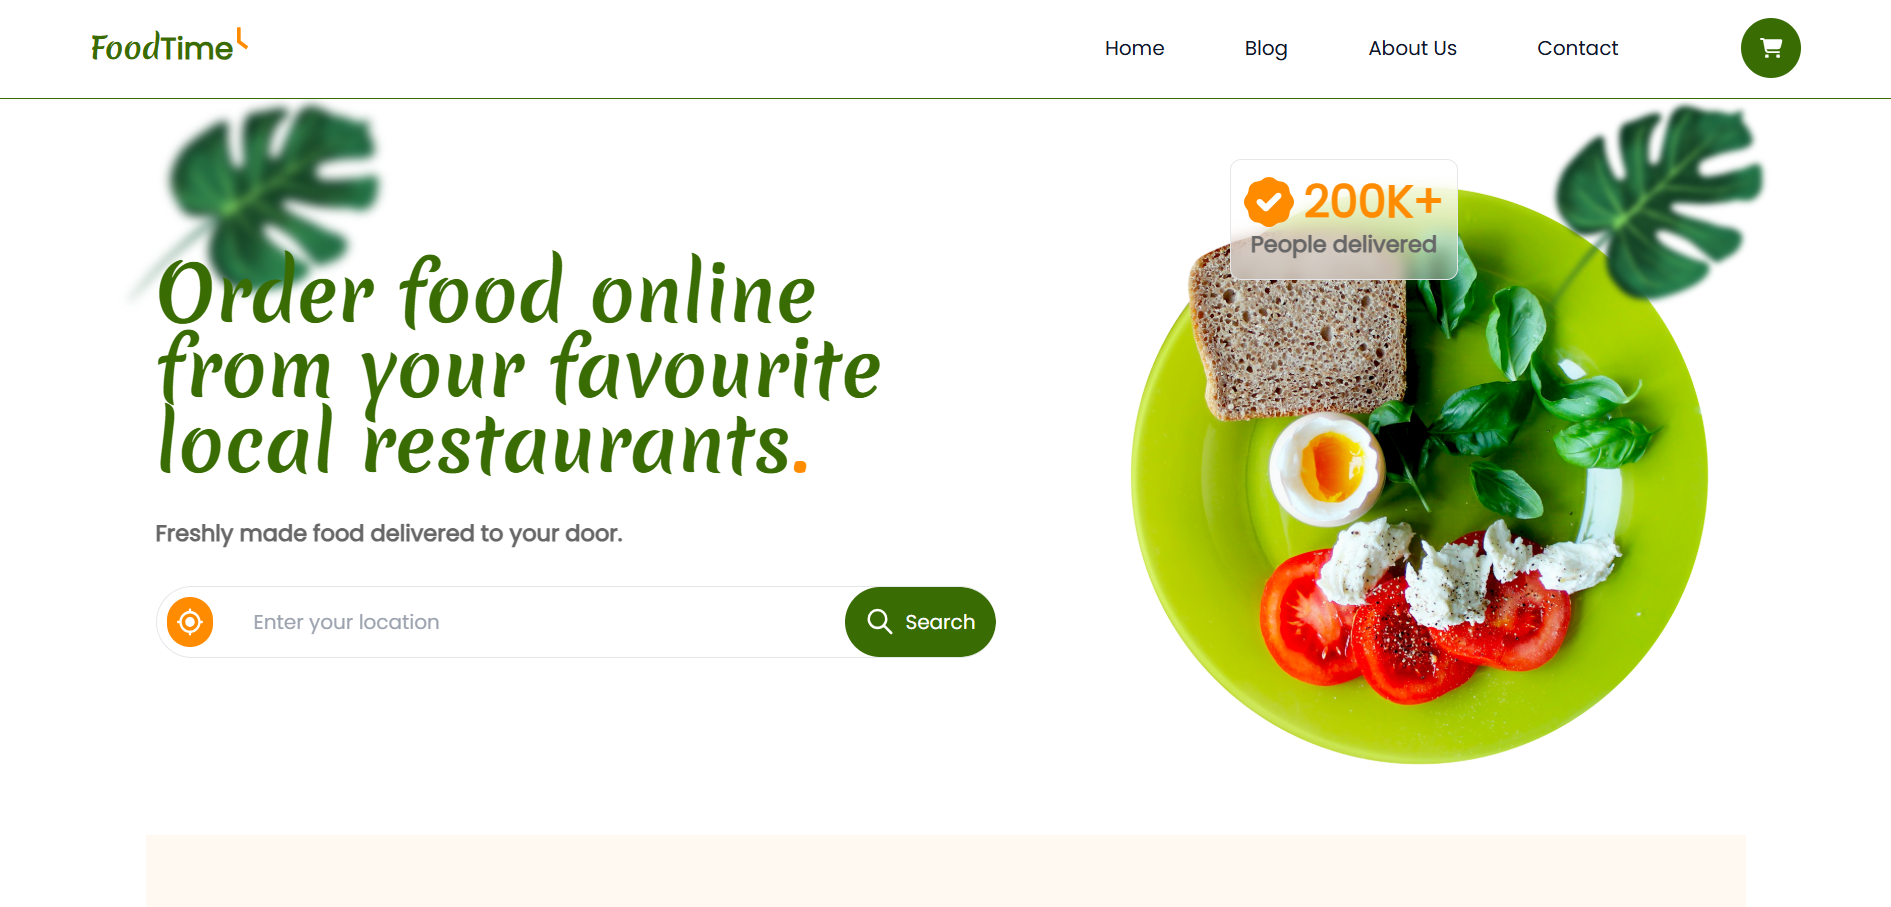 FoodTime
Home
Blog
About Us
Contact
200K+
People delivered
Order food online
from your favourite
local restaurants.
Freshly made food delivered to your door.
Enter your location
Search